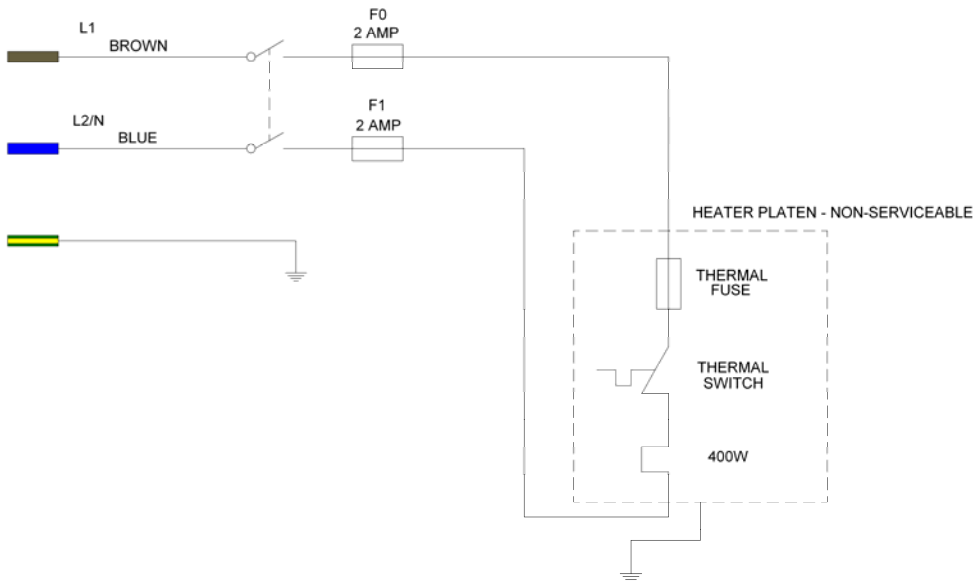 L1
BROWN
F0
2 AMP
L2/N
BLUE
F1
2 AMP
HEATER PLATEN - NON-SERVICEABLE
THERMAL
FUSE
THERMAL
SWITCH
400W